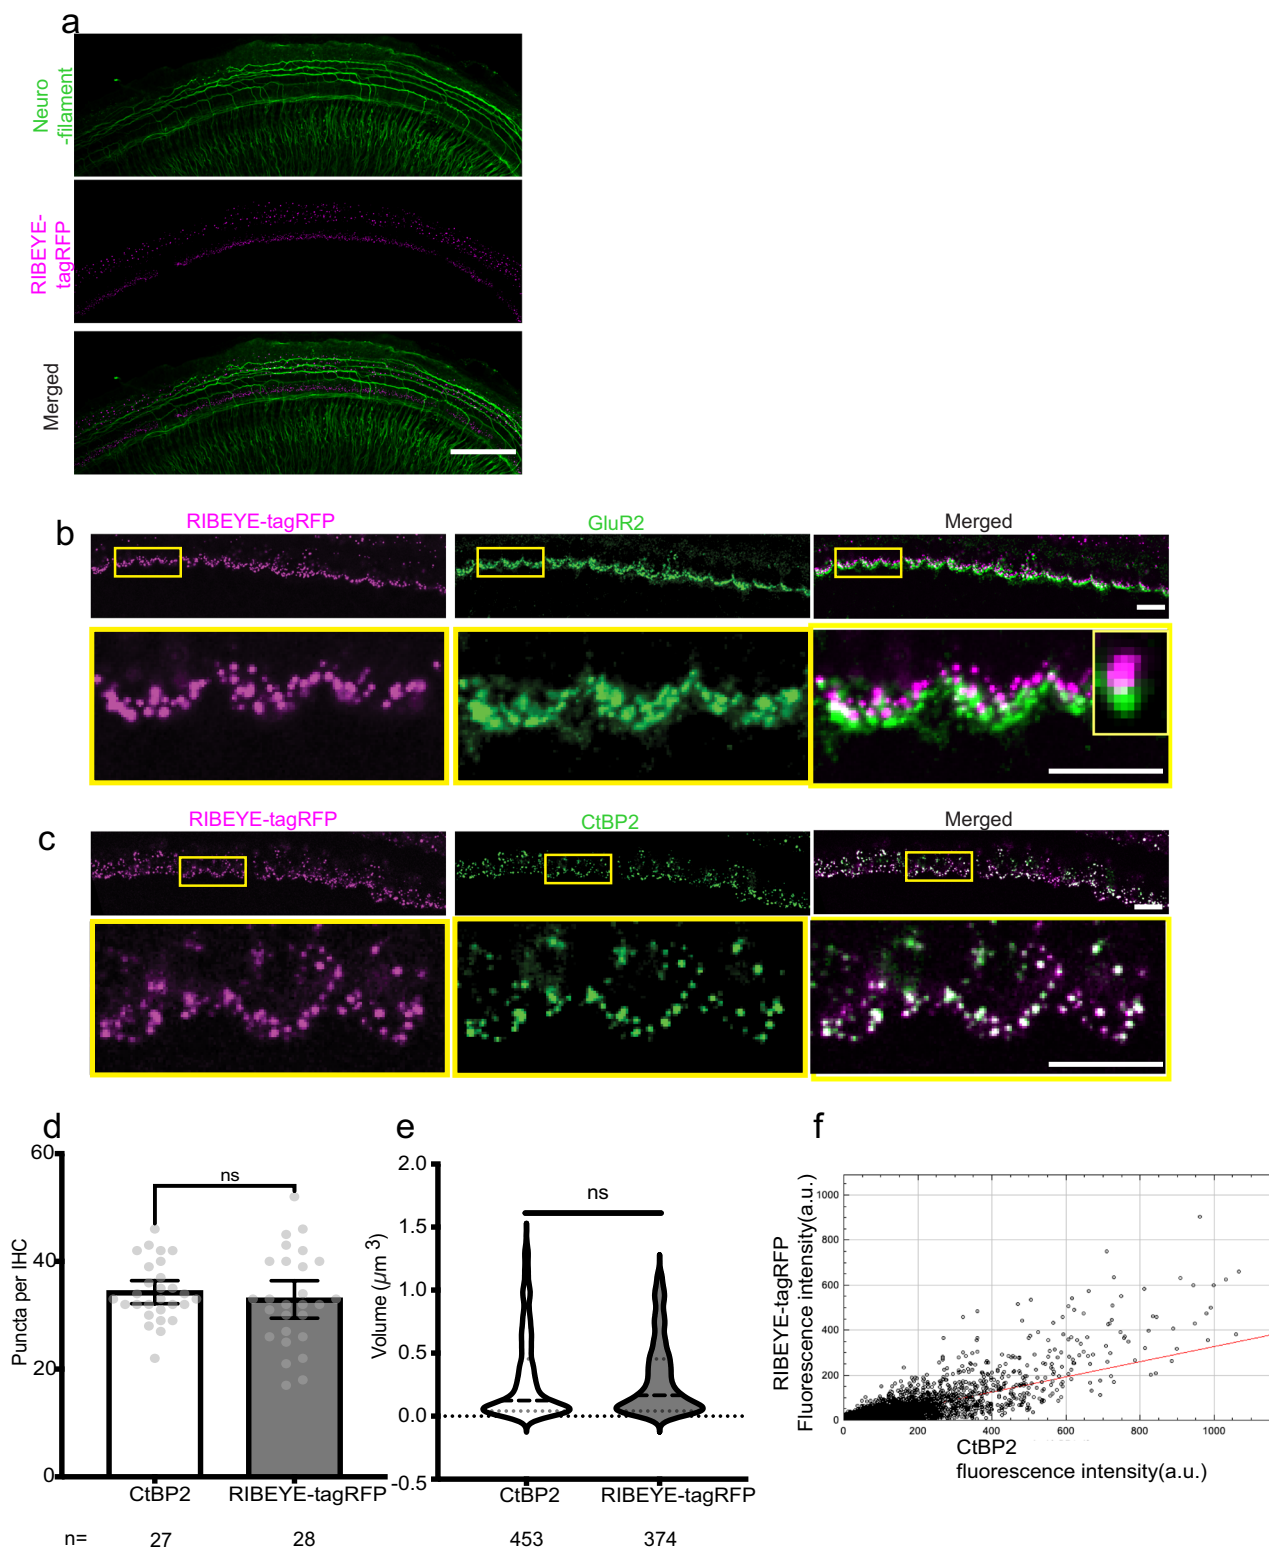 a
Neuro
-filament
RIBEYE-
tagRFP
Merged
b
RIBEYE-tagRFP
GluR2
Merged
c
RIBEYE-tagRFP
CtBP2
Merged
d
Puncta per IHC
60
40
20
0
ns
CtBP2
RIBEYE-tagRFP
n=
27
28
e
Volume (μm 3)
2.0
1.5
1.0
0.5
0.0
-0.5
ns
CtBP2
RIBEYE-tagRFP
453
374
f
RIBEYE-tagRFP
Fluorescence intensity(a.u.)
1000
800
600
400
200
0
0
200
400
600
800
1000
CtBP2
fluorescence intensity(a.u.)